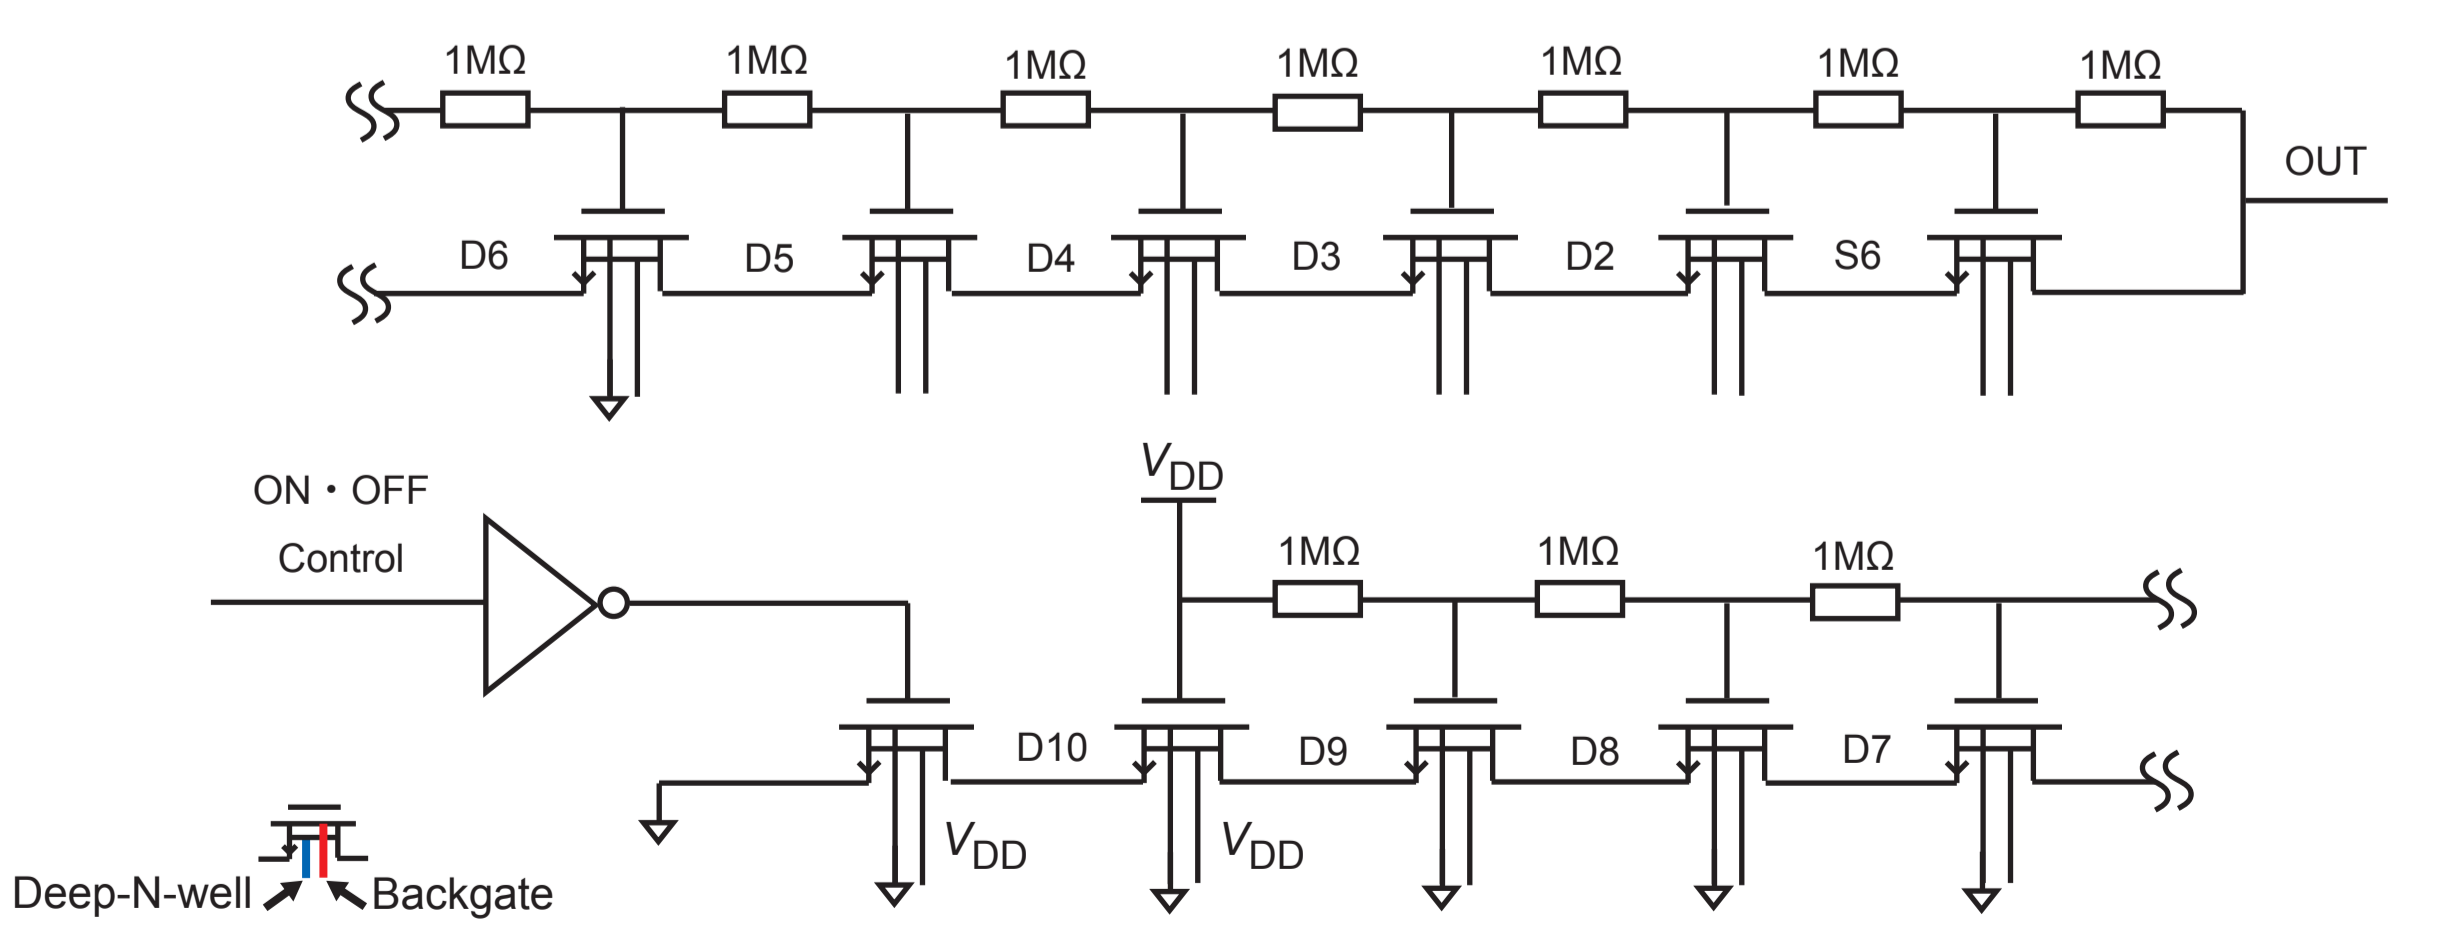 1MΩ
1MΩ
1MΩ
1MΩ
1MΩ
1MΩ
1MΩ
OUT
D6
D5
D4
D3
D2
S6
VDD
ON・OFF
Control
1MΩ
1MΩ
1MΩ
D10
D9
D8
D7
VDD
VDD
Deep-N-well
Backgate